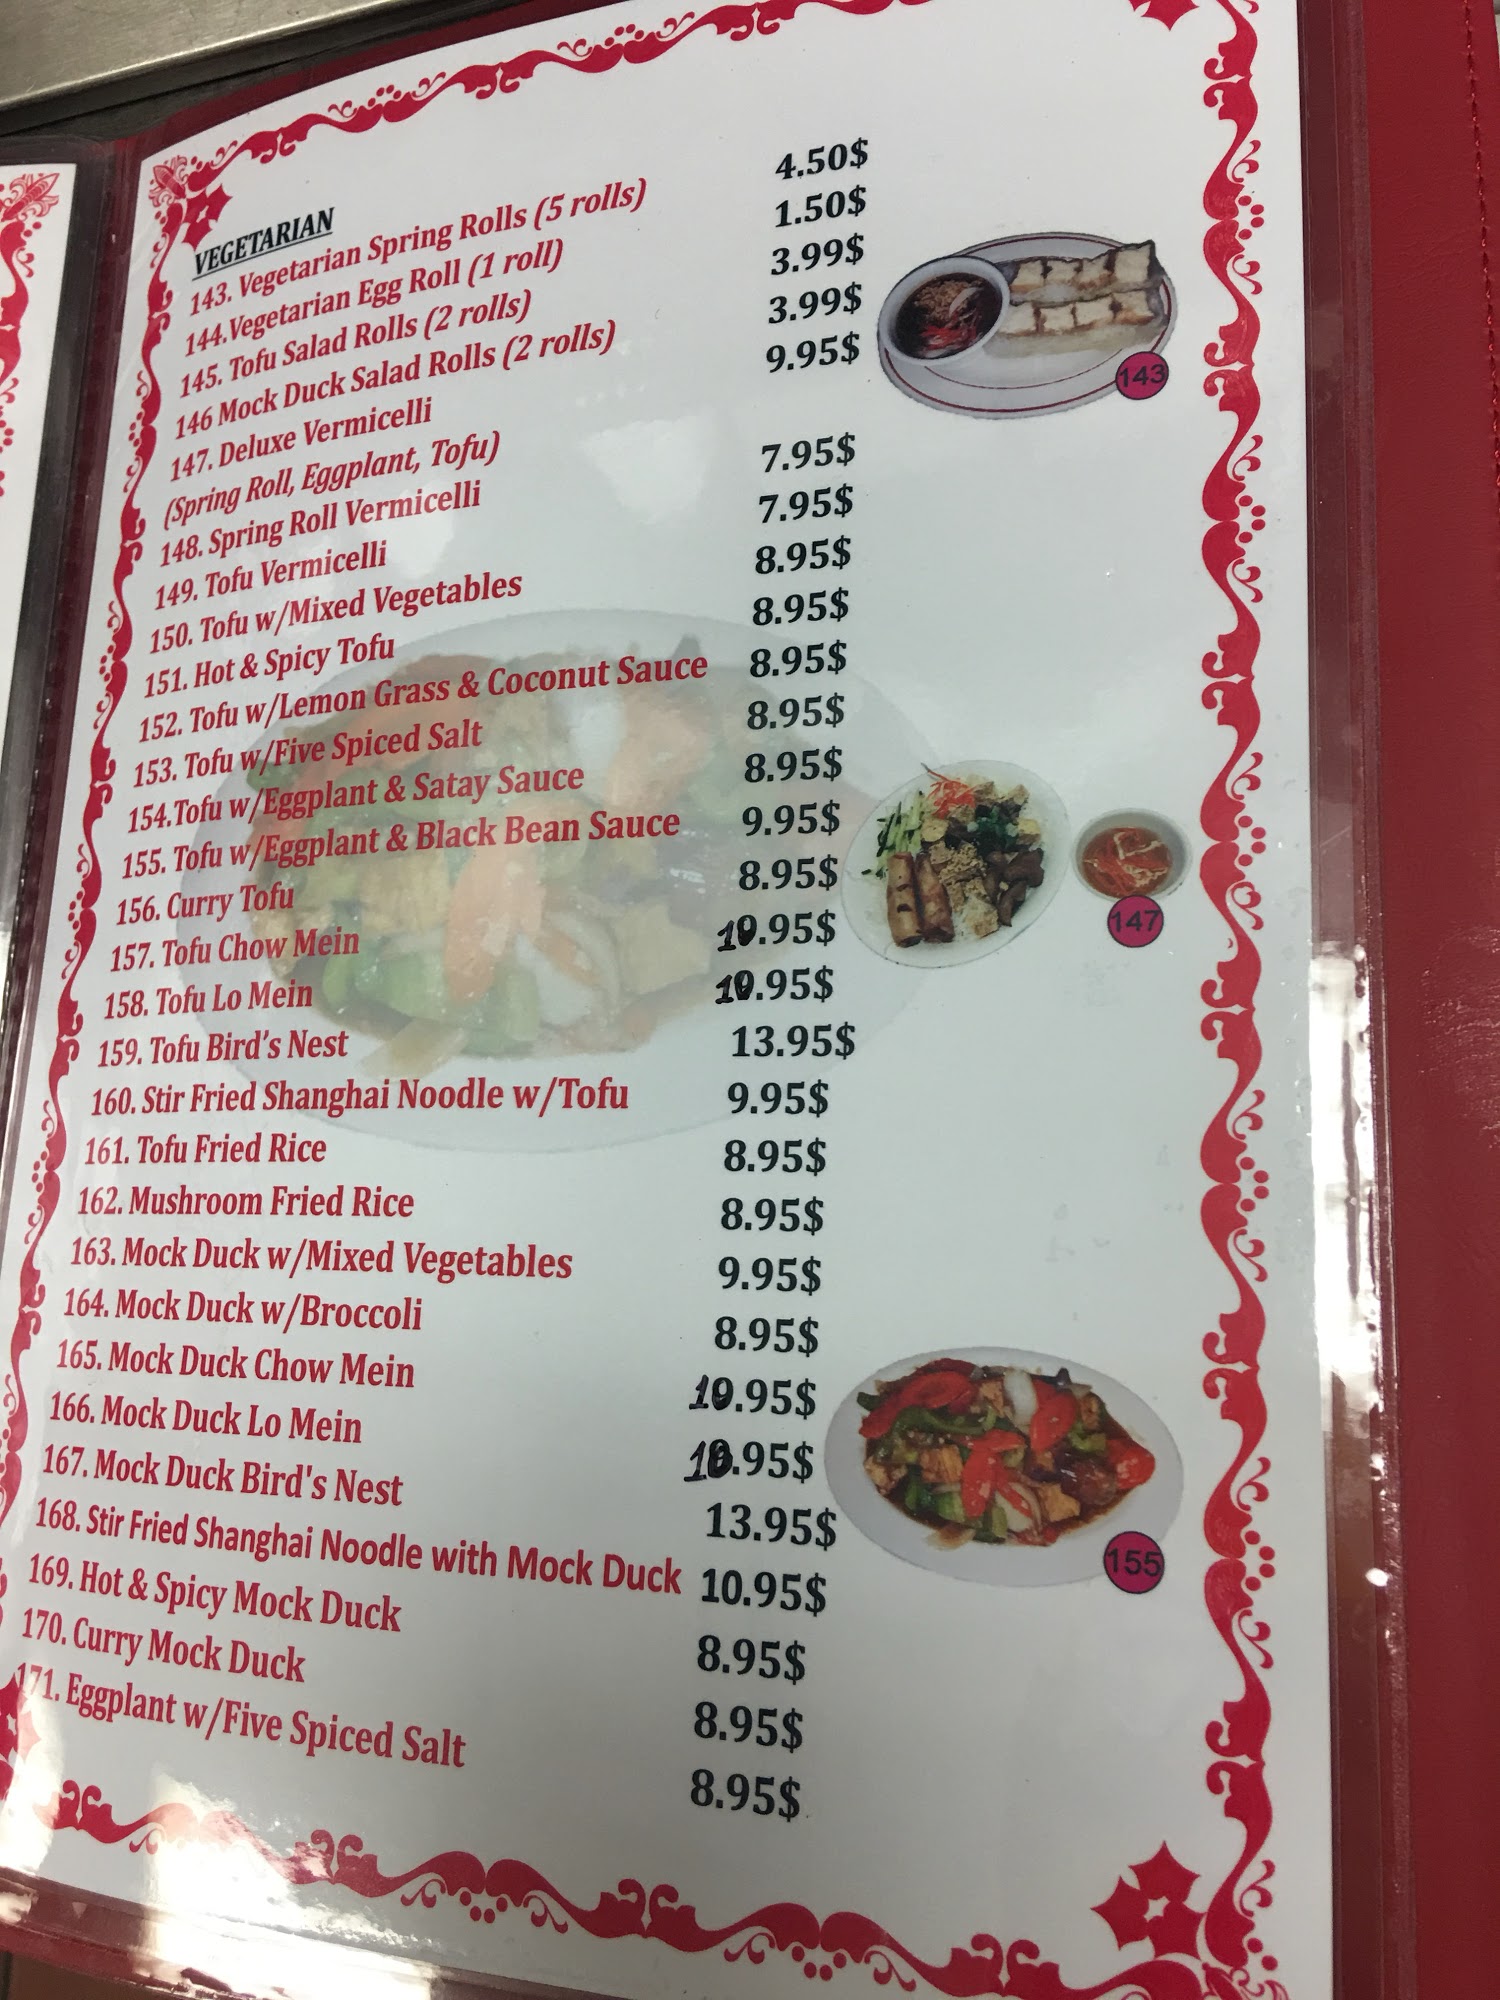 VEGETARIAN
143. Vegetarian Spring Rolls (5 rolls) 4.50$
144.Vegetarian Egg Roll (1 roll) 1.50$
145. Tofu Salad Rolls (2 rolls) 3.99$
146 Mock Duck Salad Rolls (2 rolls) 3.99$
147. Deluxe Vermicelli 9.95$
(Spring Roll, Eggplant, Tofu)
148. Spring Roll Vermicelli 7.95$
149. Tofu Vermicelli 7.95$
150. Tofu w/Mixed Vegetables 8.95$
151. Hot & Spicy Tofu 8.95$
152. Tofu w/Lemon Grass & Coconut Sauce 8.95$
153. Tofu w/Five Spiced Salt 8.95$
154.Tofu w/Eggplant & Satay Sauce 8.95$
155. Tofu w/Eggplant & Black Bean Sauce 9.95$
156. Curry Tofu 8.95$
157. Tofu Chow Mein 10.95$
158. Tofu Lo Mein 10.95$
159. Tofu Bird's Nest 13.95$
160. Stir Fried Shanghai Noodle w/Tofu 9.95$
161. Tofu Fried Rice 8.95$
162. Mushroom Fried Rice 8.95$
163. Mock Duck w/Mixed Vegetables 9.95$
164. Mock Duck w/Broccoli 8.95$
165. Mock Duck Chow Mein 10.95$
166. Mock Duck Lo Mein 10.95$
167. Mock Duck Bird's Nest 13.95$
168. Stir Fried Shanghai Noodle with Mock Duck 10.95$
169. Hot & Spicy Mock Duck 8.95$
170. Curry Mock Duck 8.95$
171. Eggplant w/Five Spiced Salt 8.95$
143
147
155